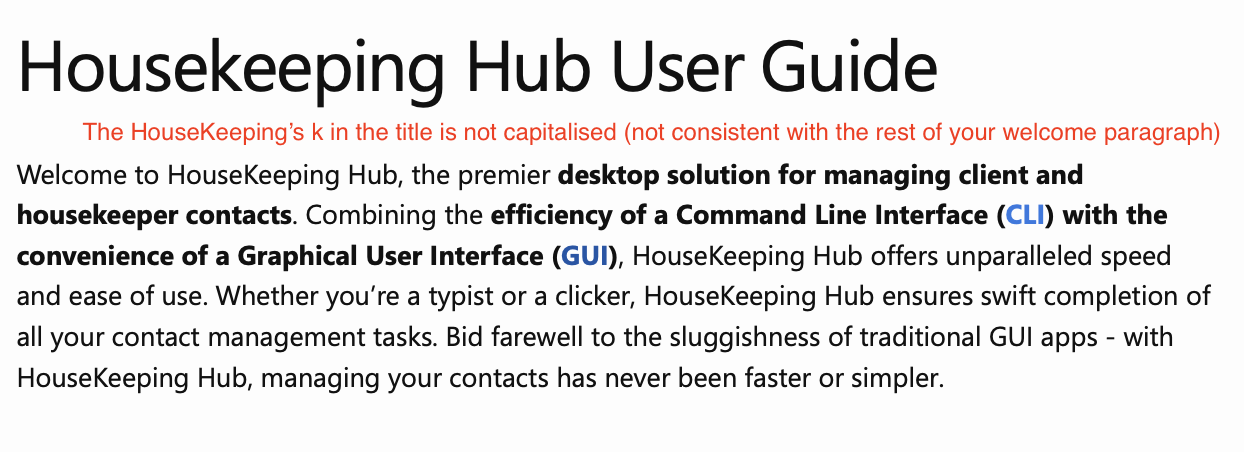 Housekeeping Hub User Guide
The HouseKeeping’s k in the title is not capitalised (not consistent with the rest of your welcome paragraph)
Welcome to HouseKeeping Hub, the premier desktop solution for managing client and
housekeeper contacts. Combining the efficiency of a Command Line Interface (CLI) with the
convenience of a Graphical User Interface (GUI), HouseKeeping Hub offers unparalleled speed
and ease of use. Whether you’re a typist or a clicker, HouseKeeping Hub ensures swift completion of
all your contact management tasks. Bid farewell to the sluggishness of traditional GUI apps - with
HouseKeeping Hub, managing your contacts has never been faster or simpler.